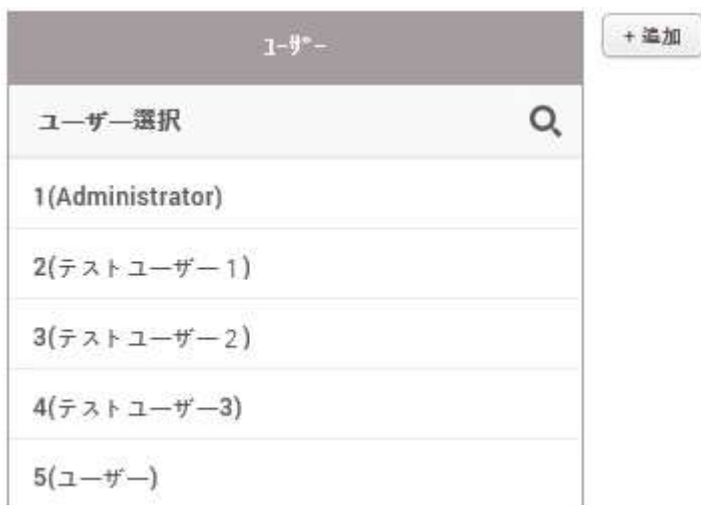 ﾕｰｻﾞｰ
+ 追加
ユーザー選択
1(Administrator)
2(テストユーザー１)
3(テストユーザー２)
4(テストユーザー3)
5(ユーザー)